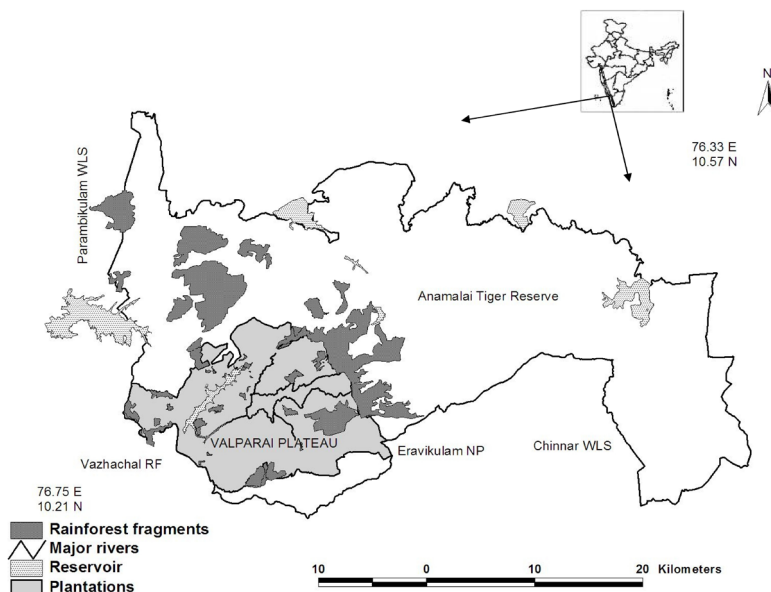 N
76.33 E
10.57 N
Parambikulam WLS
Anamalai Tiger Reserve
VALPARAI PLATEAU
Eravikulam NP
Chinnar WLS
Vazhachal RF
76.75 E
10.21 N
Rainforest fragments
Major rivers
Reservoir
Plantations
10 0 10 20 Kilometers